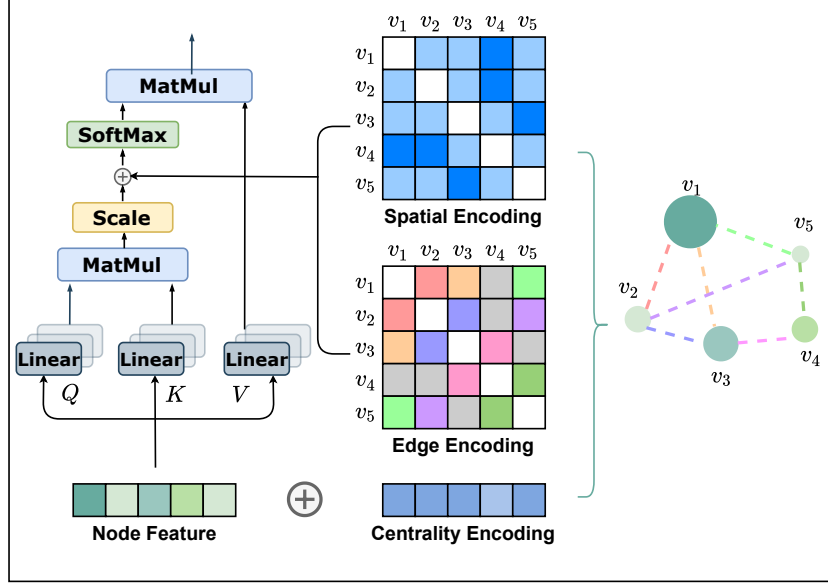 MatMul
SoftMax
+
Scale
MatMul
Linear
Linear
Linear
Q
K
V
Node Feature
+
v1 v2 v3 v4 v5
v1
v2
v3
v4
v5
Spatial Encoding
v1 v2 v3 v4 v5
v1
v2
v3
v4
v5
Edge Encoding
Centrality Encoding
v1
v5
v2
v4
v3